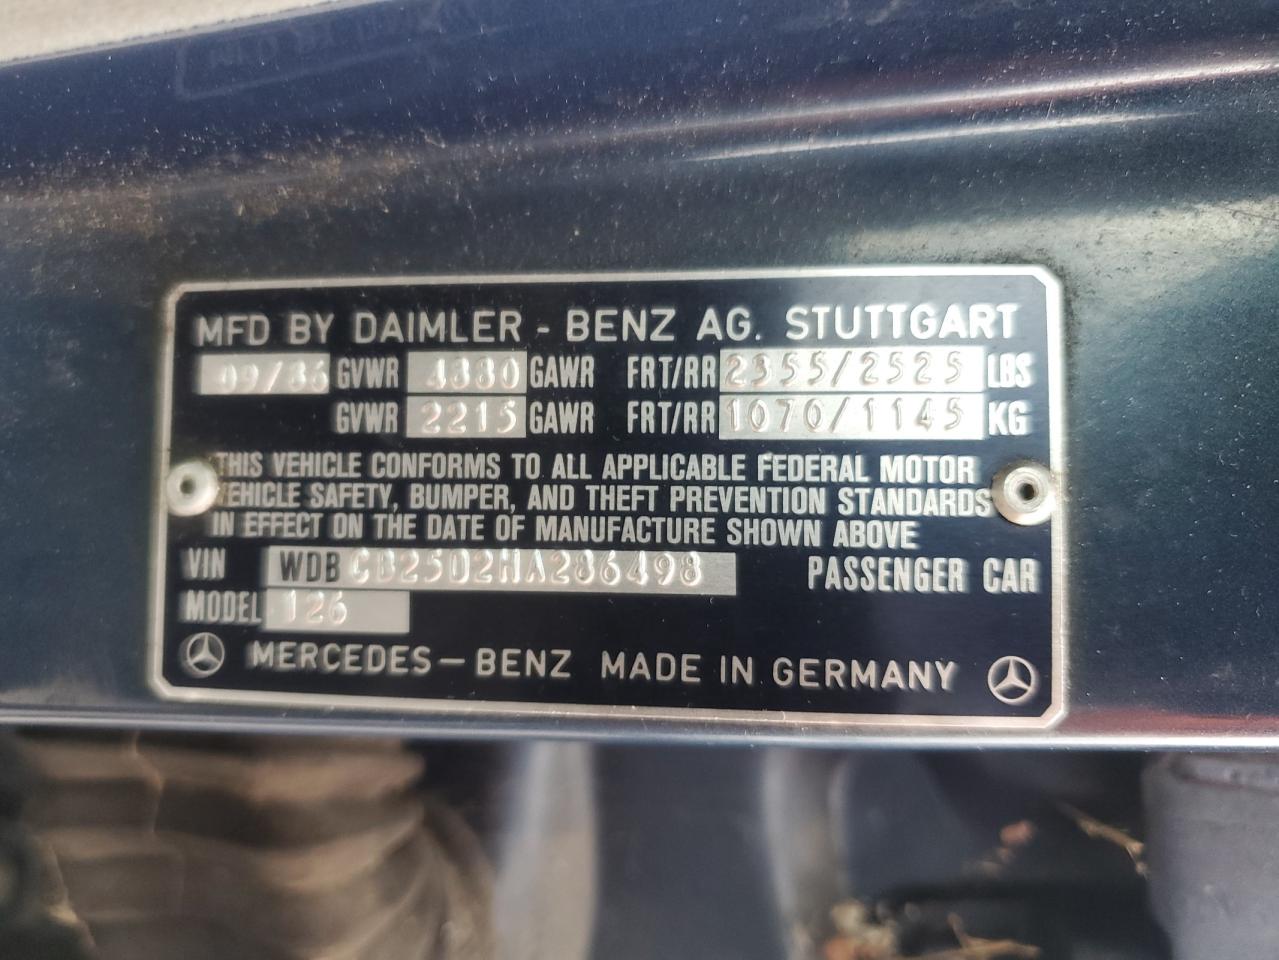 MFD BY DAIMLER - BENZ AG. STUTTGART
09/86 GVWR 4880 GAWR FRT/RR 2355/2525 LBS
GVWR 2215 GAWR FRT/RR 1070/1145 KG
THIS VEHICLE CONFORMS TO ALL APPLICABLE FEDERAL MOTOR
VEHICLE SAFETY, BUMPER, AND THEFT PREVENTION STANDARDS
IN EFFECT ON THE DATE OF MANUFACTURE SHOWN ABOVE
VIN WDB CB2502HA286498 PASSENGER CAR
MODEL 126
MERCEDES-BENZ MADE IN GERMANY